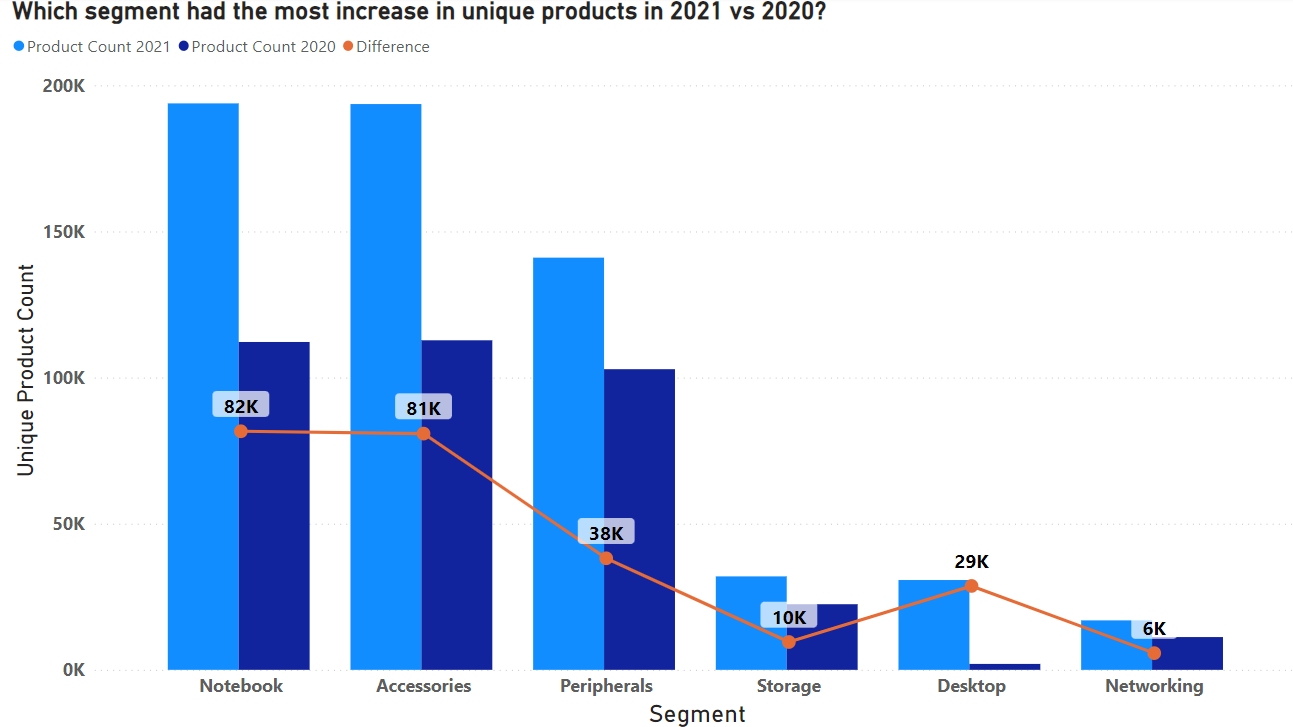 Which segment had the most increase in unique products in 2021 vs 2020?
Product Count 2021 Product Count 2020 Difference
200K
150K
100K
50K
0K
Unique Product Count
82K
81K
38K
10K
29K
6K
Notebook Accessories Peripherals Storage Desktop Networking
Segment